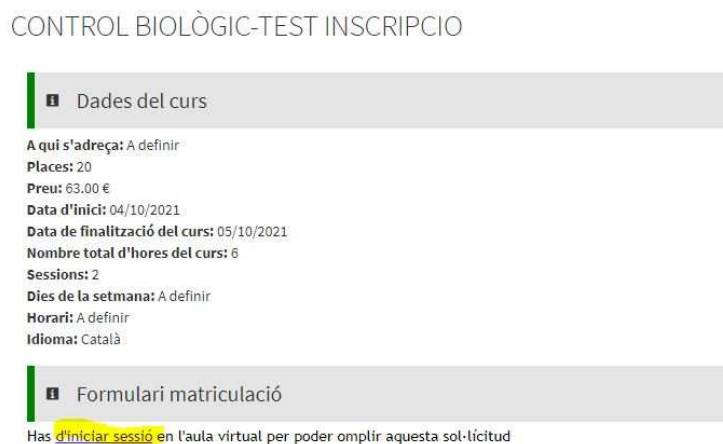 CONTROL BIOLÒGIC-TEST INSCRIPCIO
Dades del curs
A qui s'adreça: A definir
Places: 20
Preu: 63.00 €
Data d'inici: 04/10/2021
Data de finalització del curs: 05/10/2021
Nombre total d'hores del curs: 6
Sessions: 2
Dies de la setmana: A definir
Horari: A definir
Idioma: Català
Formulari matriculació
Has d'iniciar sessió en l'aula virtual per poder omplir aquesta sol·lícitud